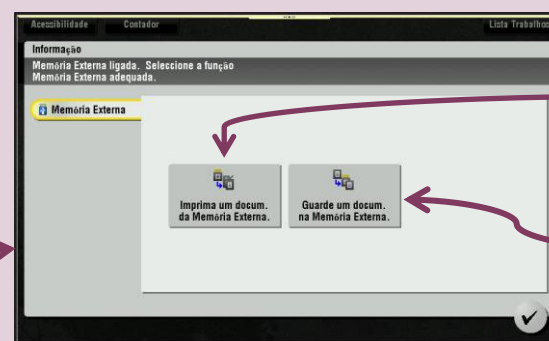 Acessibilidade
Contador
Lista Trabalhos
Informação
Memória Externa ligada. Seleccione a função
Memória Externa adequada.
Memória Externa
Imprima um docum.
da Memória Externa.
Guarde um docum.
na Memória Externa.